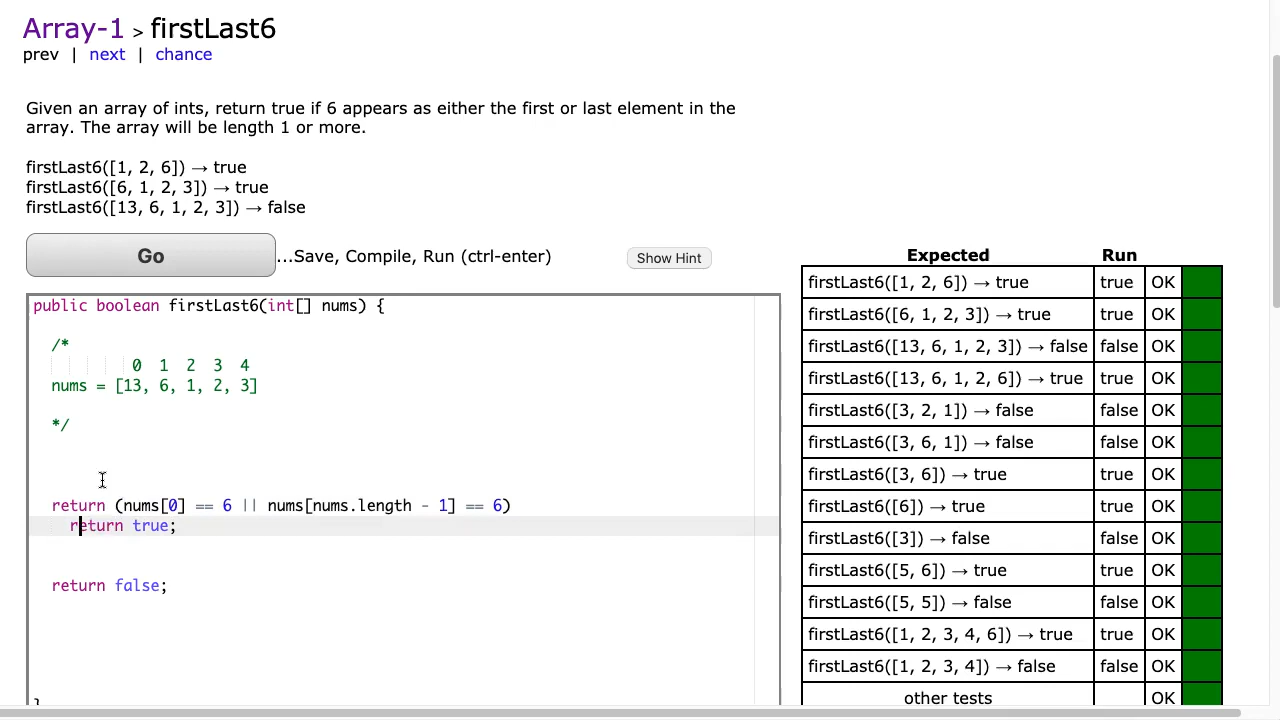 Array-1 > firstLast6
prev | next | chance
Given an array of ints, return true if 6 appears as either the first or last element in the
array. The array will be length 1 or more.
firstLast6([1, 2, 6]) → true
firstLast6([6, 1, 2, 3]) → true
firstLast6([13, 6, 1, 2, 3]) → false
Go
...Save, Compile, Run (ctrl-enter)
Show Hint
public boolean firstLast6(int[] nums) {
/*
0 1 2 3 4
nums = [13, 6, 1, 2, 3]
*/
return (nums[0] == 6 || nums[nums.length - 1] == 6)
return true;
return false;
}
Expected Run
firstLast6([1, 2, 6]) → true true OK
firstLast6([6, 1, 2, 3]) → true true OK
firstLast6([13, 6, 1, 2, 3]) → false false OK
firstLast6([13, 6, 1, 2, 6]) → true true OK
firstLast6([3, 2, 1]) → false false OK
firstLast6([3, 6, 1]) → false false OK
firstLast6([3, 6]) → true true OK
firstLast6([6]) → true true OK
firstLast6([3]) → false false OK
firstLast6([5, 6]) → true true OK
firstLast6([5, 5]) → false false OK
firstLast6([1, 2, 3, 4, 6]) → true true OK
firstLast6([1, 2, 3, 4]) → false false OK
other tests OK